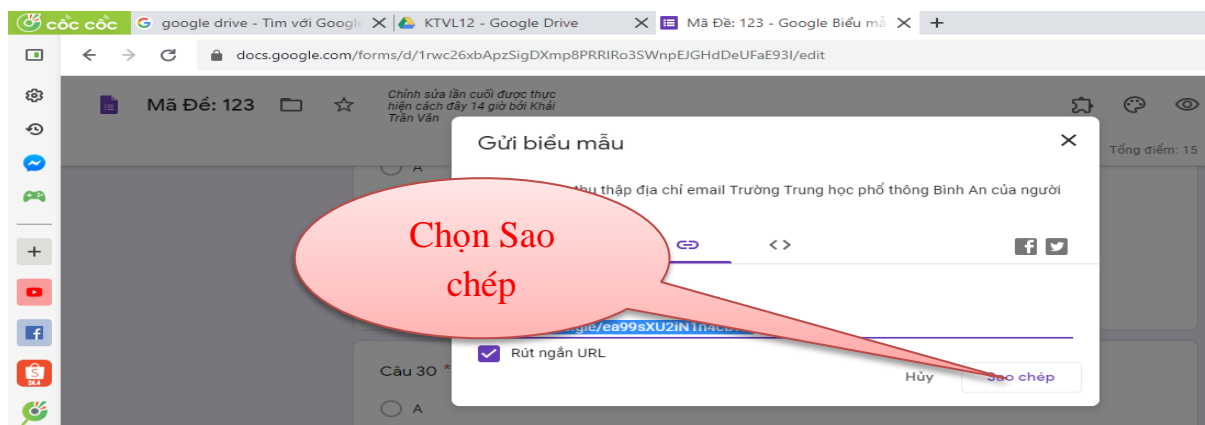 cốc cốc
google drive - Tìm với Google
KTVL12 - Google Drive
Mã Đề: 123 - Google Biểu mẫ
docs.google.com/forms/d/1rwc26xbApzSigDXmp8PRRIRo3SWnpEJGHdDeUFaE93I/edit
Mã Đề: 123
Chỉnh sửa lần cuối được thực
hiện cách đây 14 giờ bởi Khải
Trần Văn
Tổng điểm: 15
A
Gửi biểu mẫu
thu thập địa chỉ email Trường Trung học phổ thông Bình An của người
Chọn Sao
chép
Rút ngắn URL
Hủy
Sao chép
Câu 30 *
A